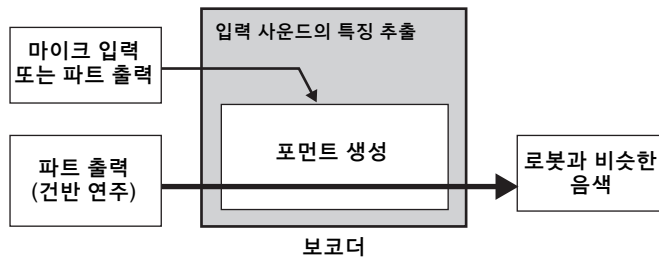 입력 사운드의 특징 추출
마이크 입력
또는 파트 출력
포먼트 생성
파트 출력
(건반 연주)
로봇과 비슷한
음색
보코더